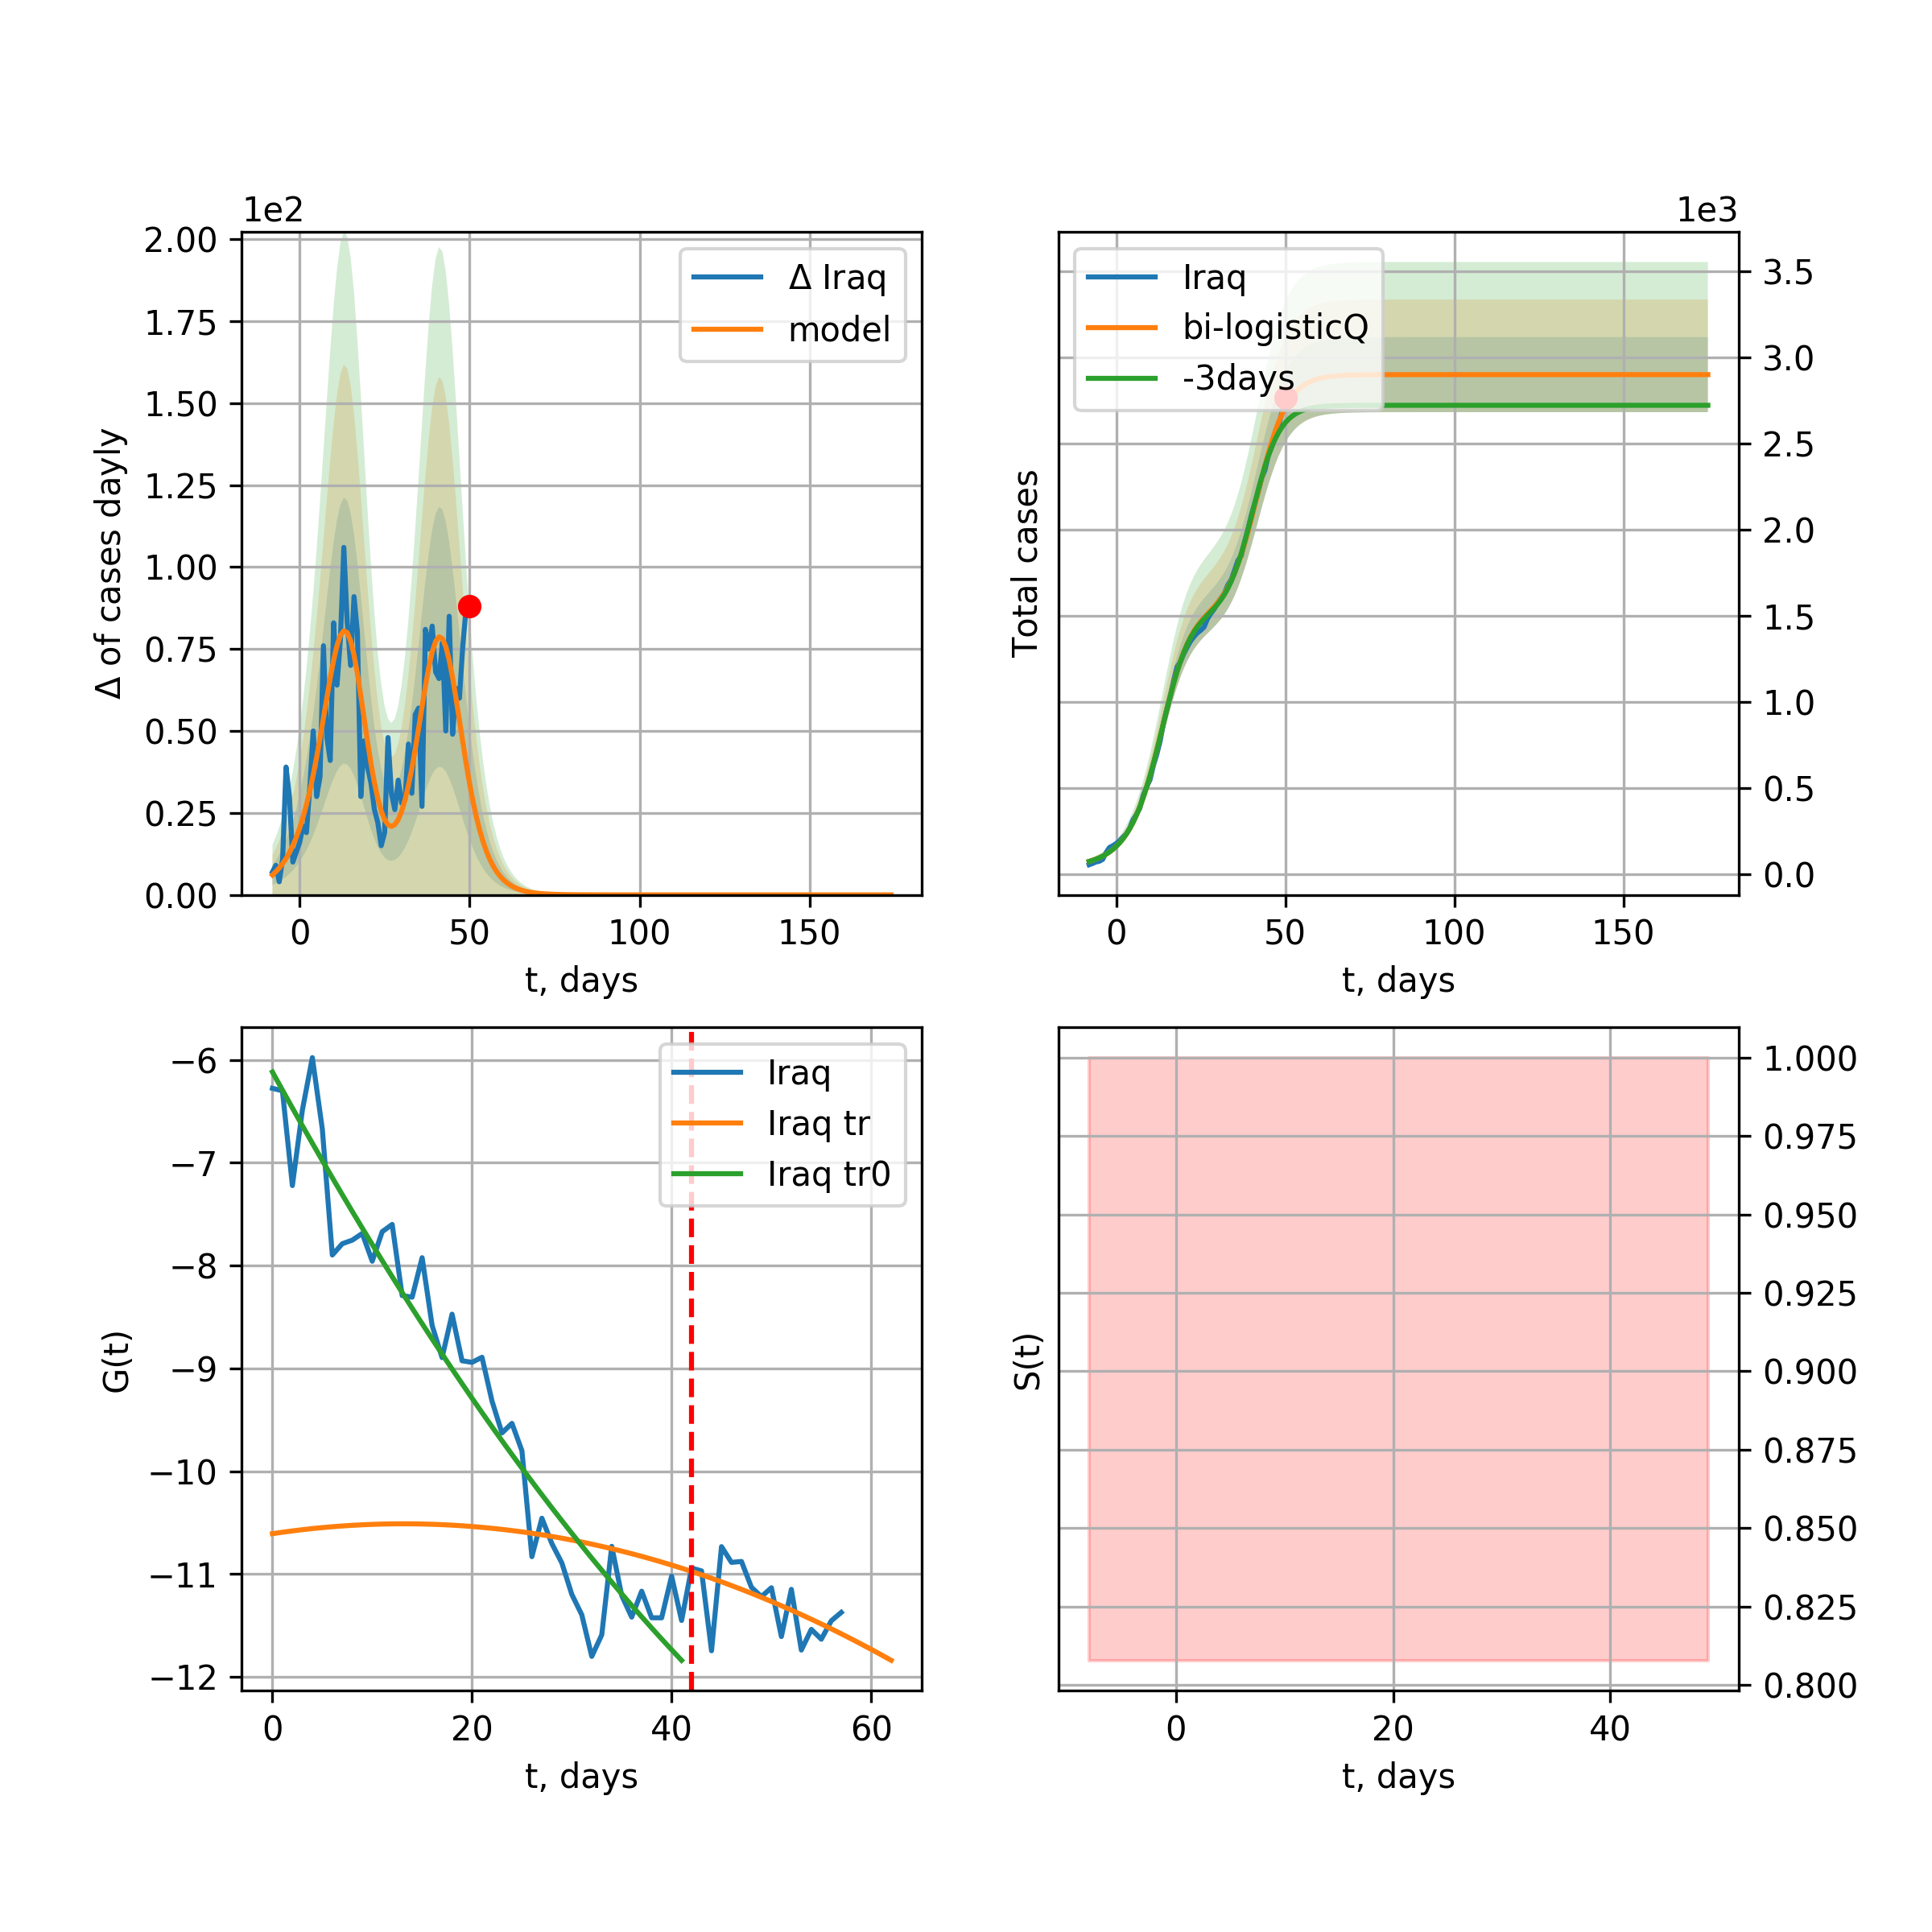 1e2
2.00
1.75
1.50
1.25
1.00
0.75
0.50
0.25
0.00
Δ of cases dayly
Δ Iraq
model
0 50 100 150
t, days
1e3
3.5
3.0
2.5
2.0
1.5
1.0
0.5
0.0
Total cases
Iraq
bi-logisticQ
-3days
0 50 100 150
t, days
−6
−7
−8
−9
−10
−11
−12
G(t)
Iraq
Iraq tr
Iraq tr0
0 20 40 60
t, days
1.000
0.975
0.950
0.925
0.900
0.875
0.850
0.825
0.800
S(t)
0 20 40
t, days